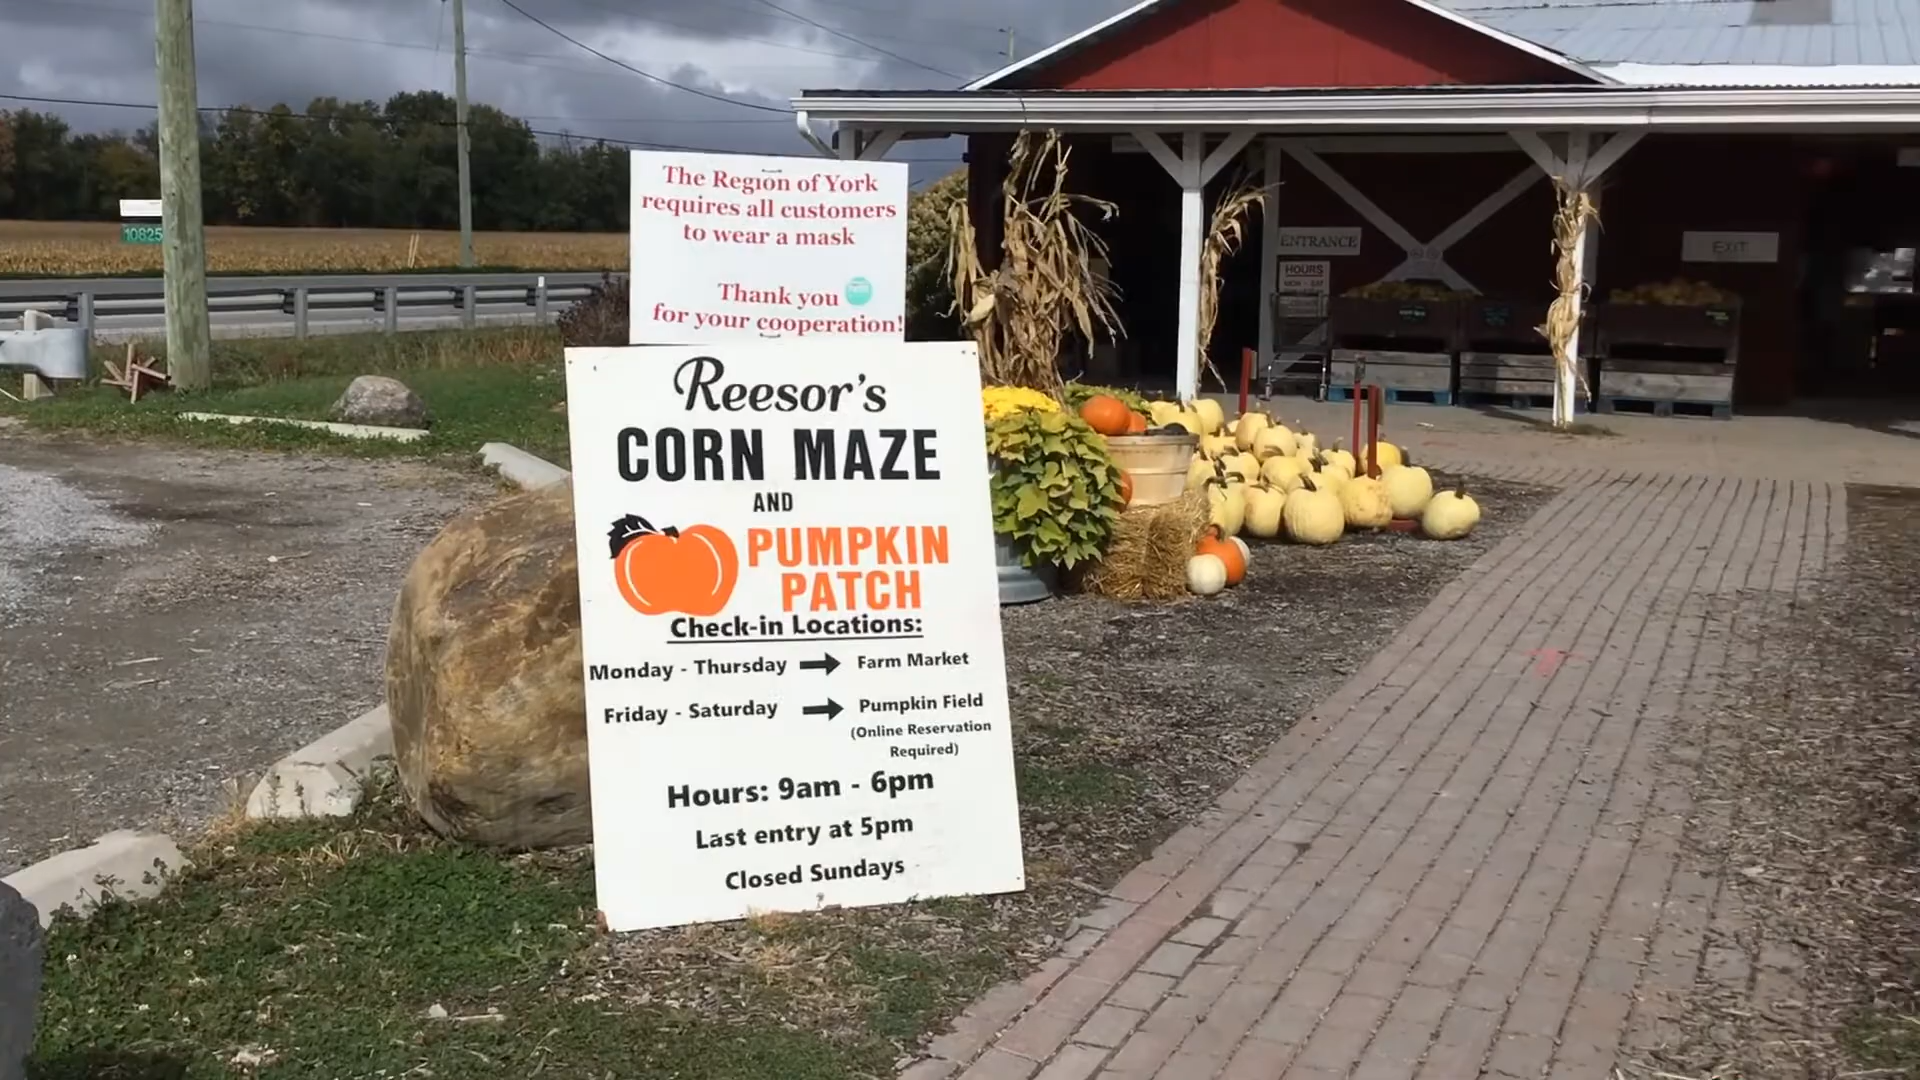 The Region of York
requires all customers
to wear a mask
Thank you
for your cooperation!
Reesor's
CORN MAZE
AND
PUMPKIN
PATCH
Check-in Locations:
Monday - Thursday → Farm Market
Friday - Saturday → Pumpkin Field
(Online Reservation
Required)
Hours: 9am - 6pm
Last entry at 5pm
Closed Sundays
10825
ENTRANCE
HOURS
EXIT